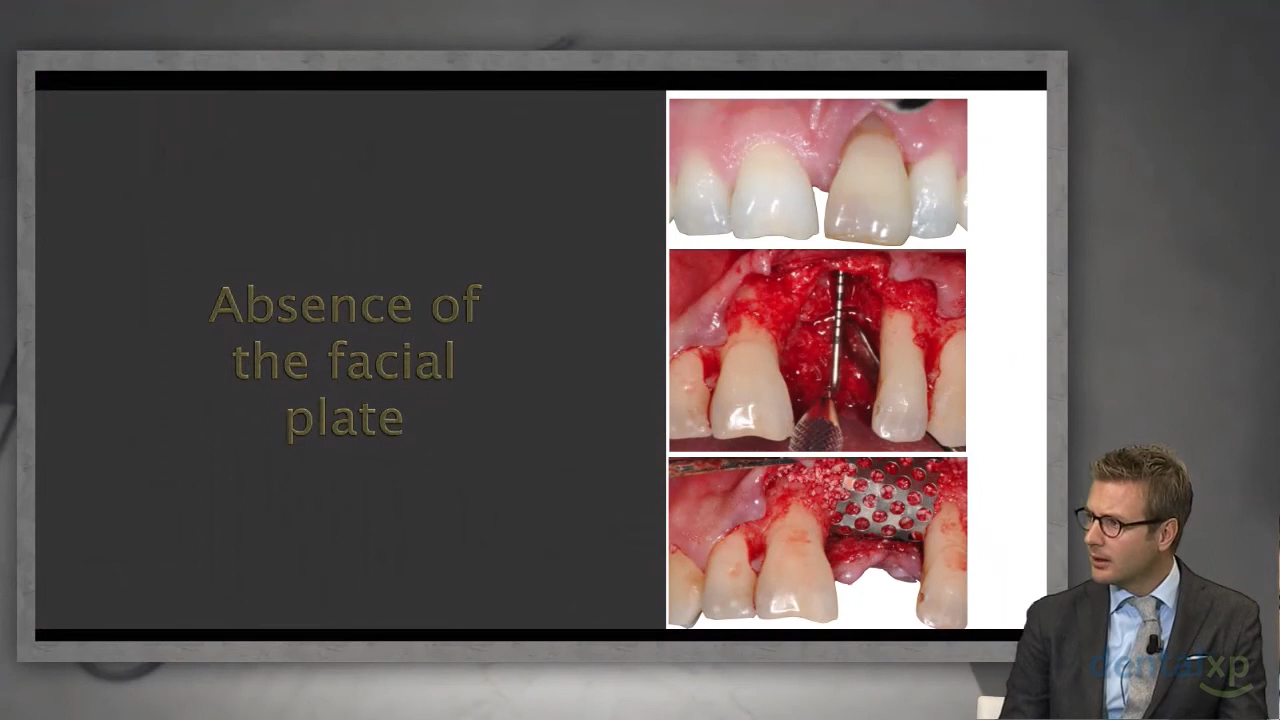 Absence of
the facial
plate
dentalxp